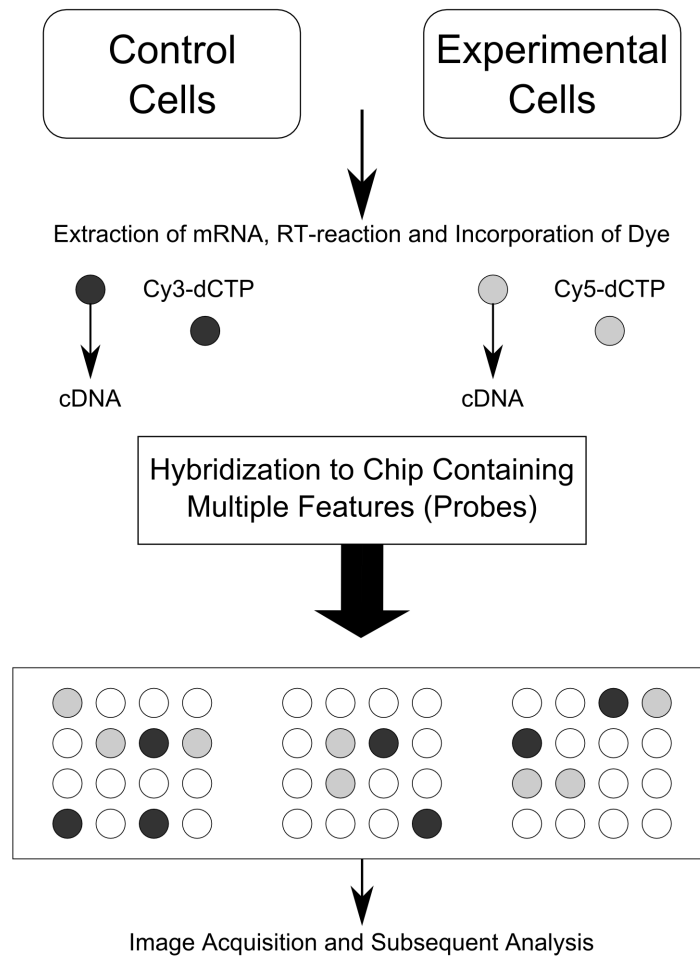 Control
Cells
Experimental
Cells
Extraction of mRNA, RT-reaction and Incorporation of Dye
Cy3-dCTP
Cy5-dCTP
cDNA
cDNA
Hybridization to Chip Containing
Multiple Features (Probes)
Image Acquisition and Subsequent Analysis